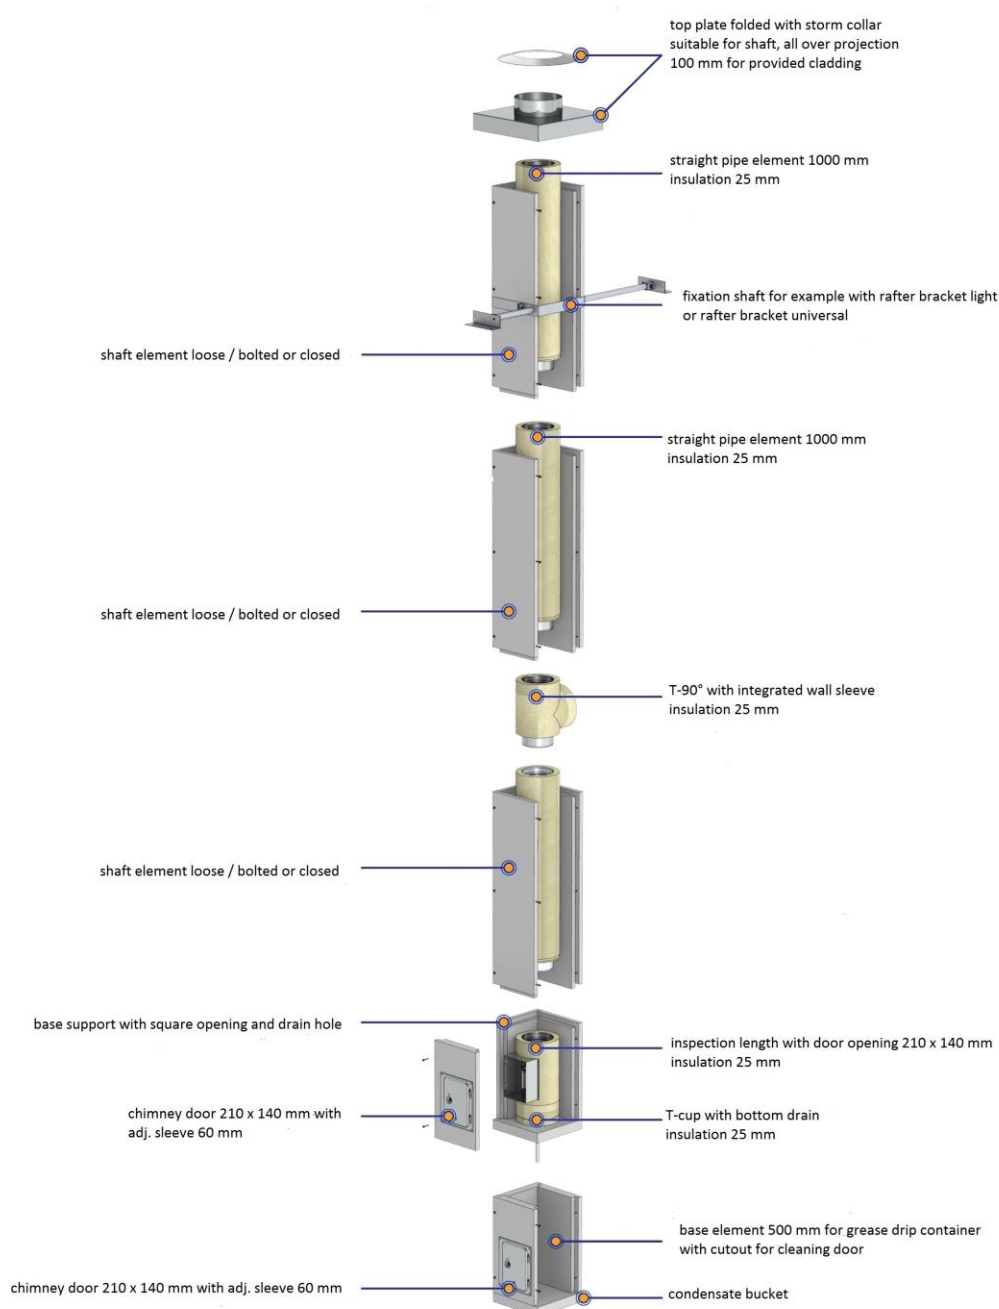 top plate folded with storm collar
suitable for shaft, all over projection
100 mm for provided cladding
straight pipe element 1000 mm
insulation 25 mm
fixation shaft for example with rafter bracket light
or rafter bracket universal
shaft element loose / bolted or closed
straight pipe element 1000 mm
insulation 25 mm
shaft element loose / bolted or closed
T-90° with integrated wall sleeve
insulation 25 mm
shaft element loose / bolted or closed
base support with square opening and drain hole
inspection length with door opening 210 x 140 mm
insulation 25 mm
chimney door 210 x 140 mm with
adj. sleeve 60 mm
T-cup with bottom drain
insulation 25 mm
base element 500 mm for grease drip container
with cutout for cleaning door
chimney door 210 x 140 mm with adj. sleeve 60 mm
condensate bucket